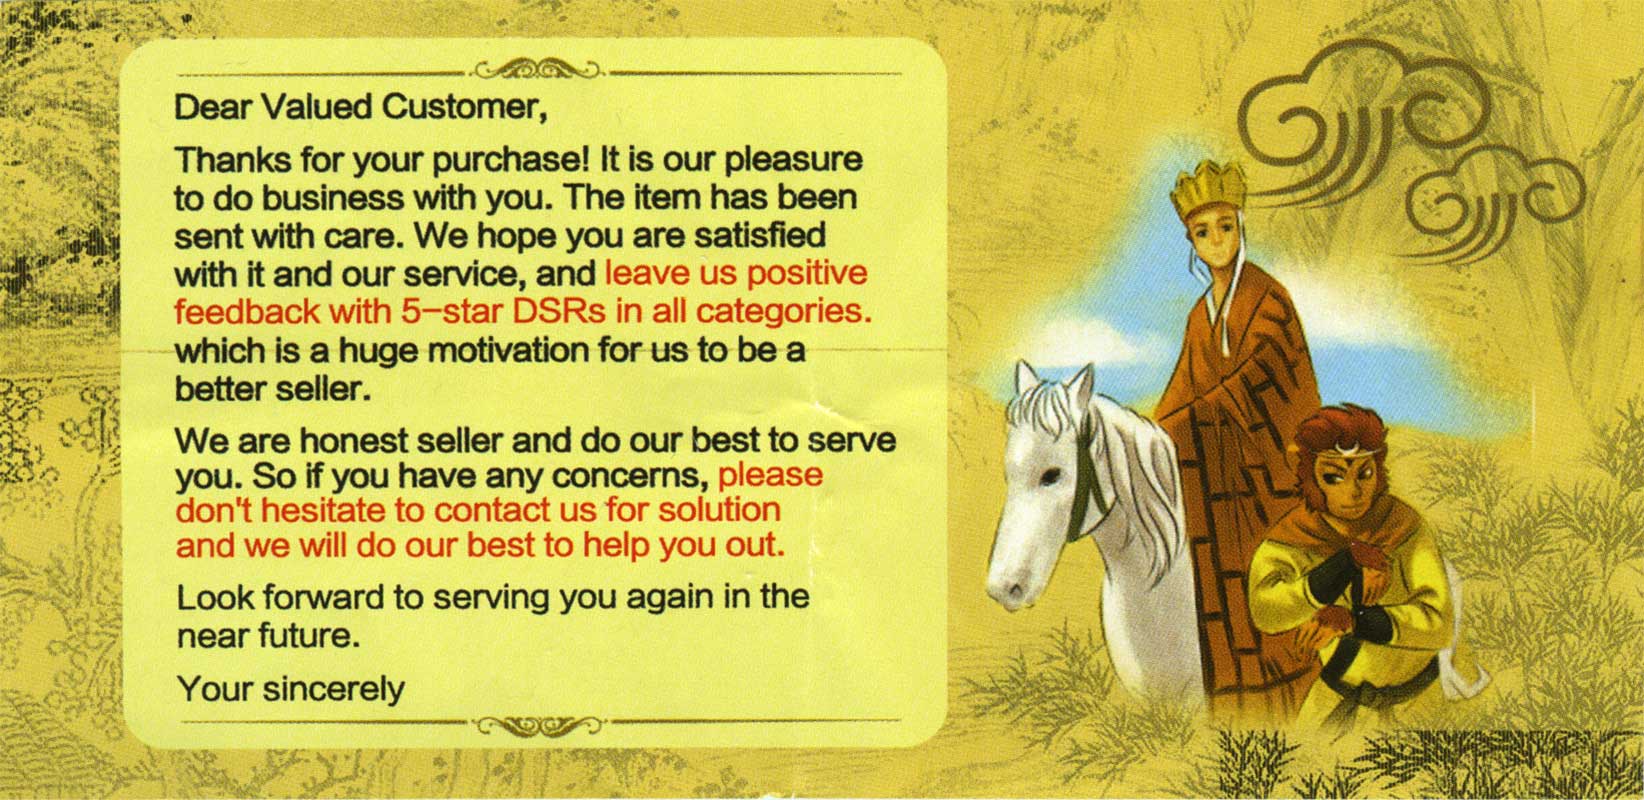 Dear Valued Customer,
Thanks for your purchase! It is our pleasure
to do business with you. The item has been
sent with care. We hope you are satisfied
with it and our service, and leave us positive
feedback with 5-star DSRs in all categories.
which is a huge motivation for us to be a
better seller.
We are honest seller and do our best to serve
you. So if you have any concerns, please
don't hesitate to contact us for solution
and we will do our best to help you out.
Look forward to serving you again in the
near future.
Your sincerely